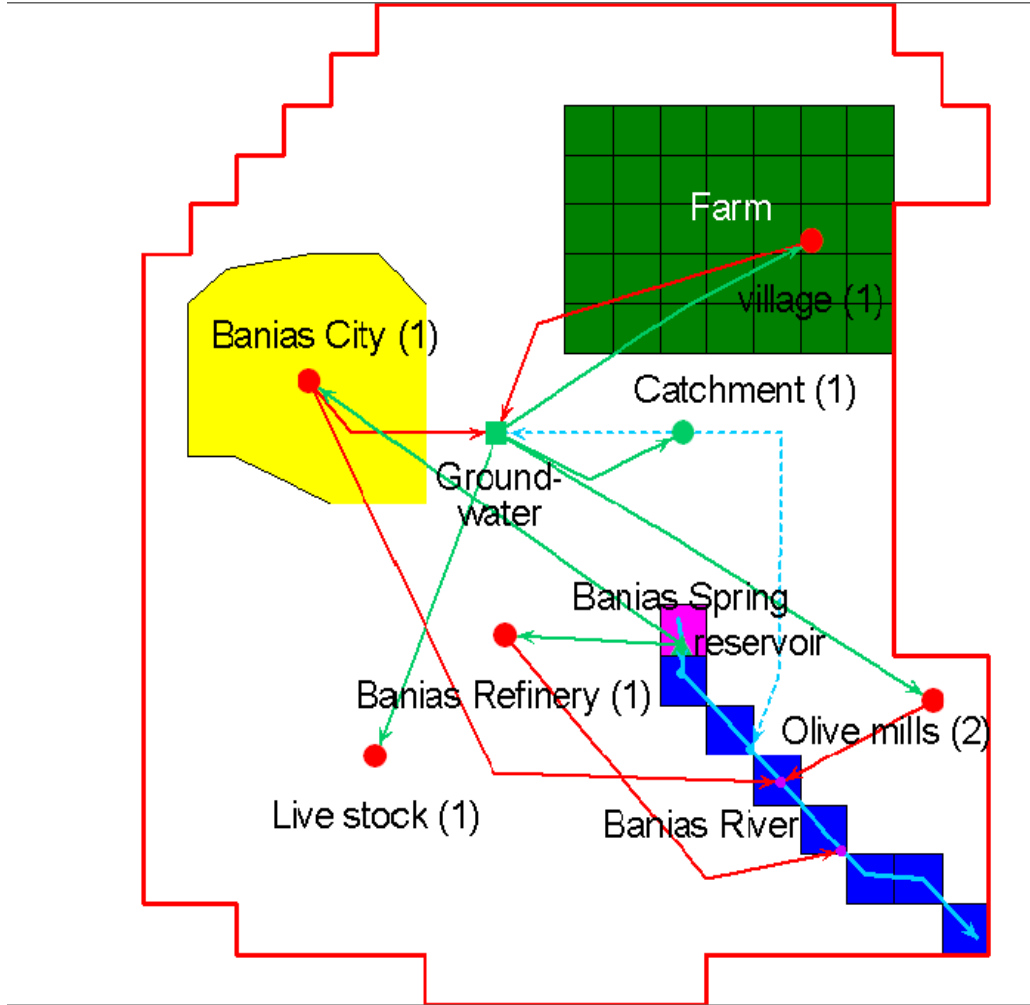 Farm
village (1)
Banias City (1)
Catchment (1)
Ground-
water
Banias Spring
reservoir
Banias Refinery (1)
Olive mills (2)
Live stock (1)
Banias River